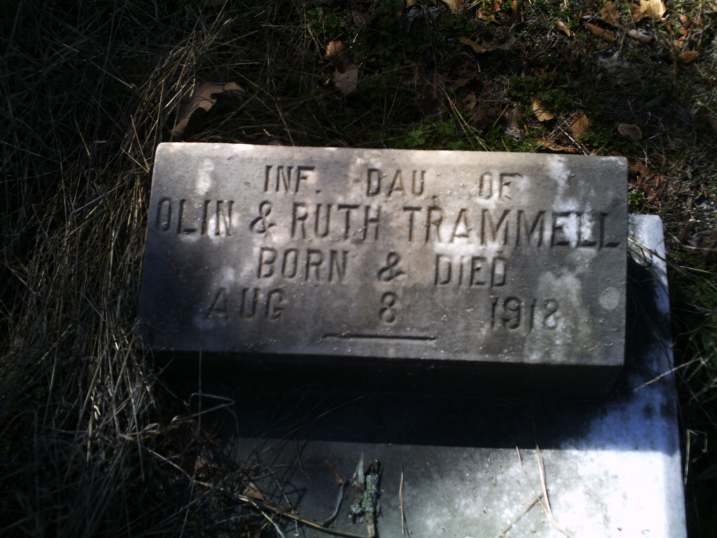 INF. DAU. OF
OLIN & RUTH TRAMMELL
BORN & DIED
AUG 8 1918